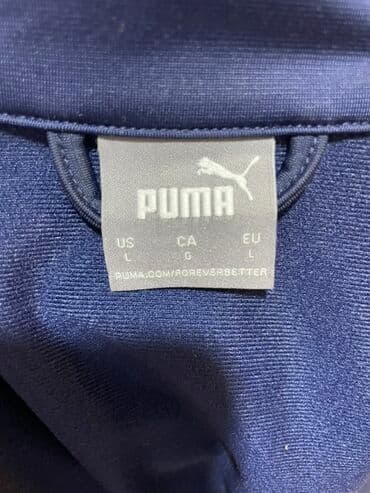 PUMA
US CA EU
L G L
PUMA.COM/FOREVERBETTER